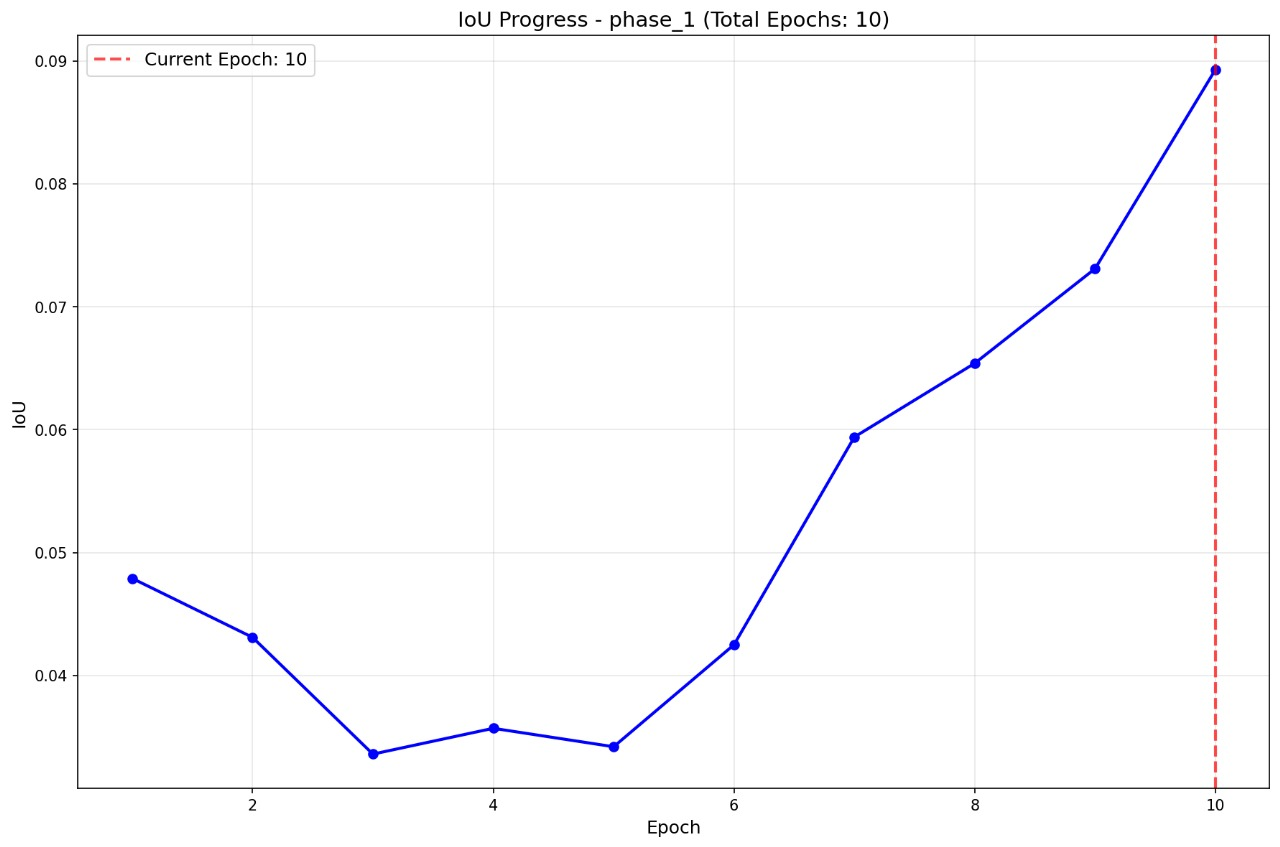 IoU Progress - phase_1 (Total Epochs: 10)
Current Epoch: 10
0.09
0.08
0.07
0.06
0.05
0.04
IoU
2 4 6 8 10
Epoch